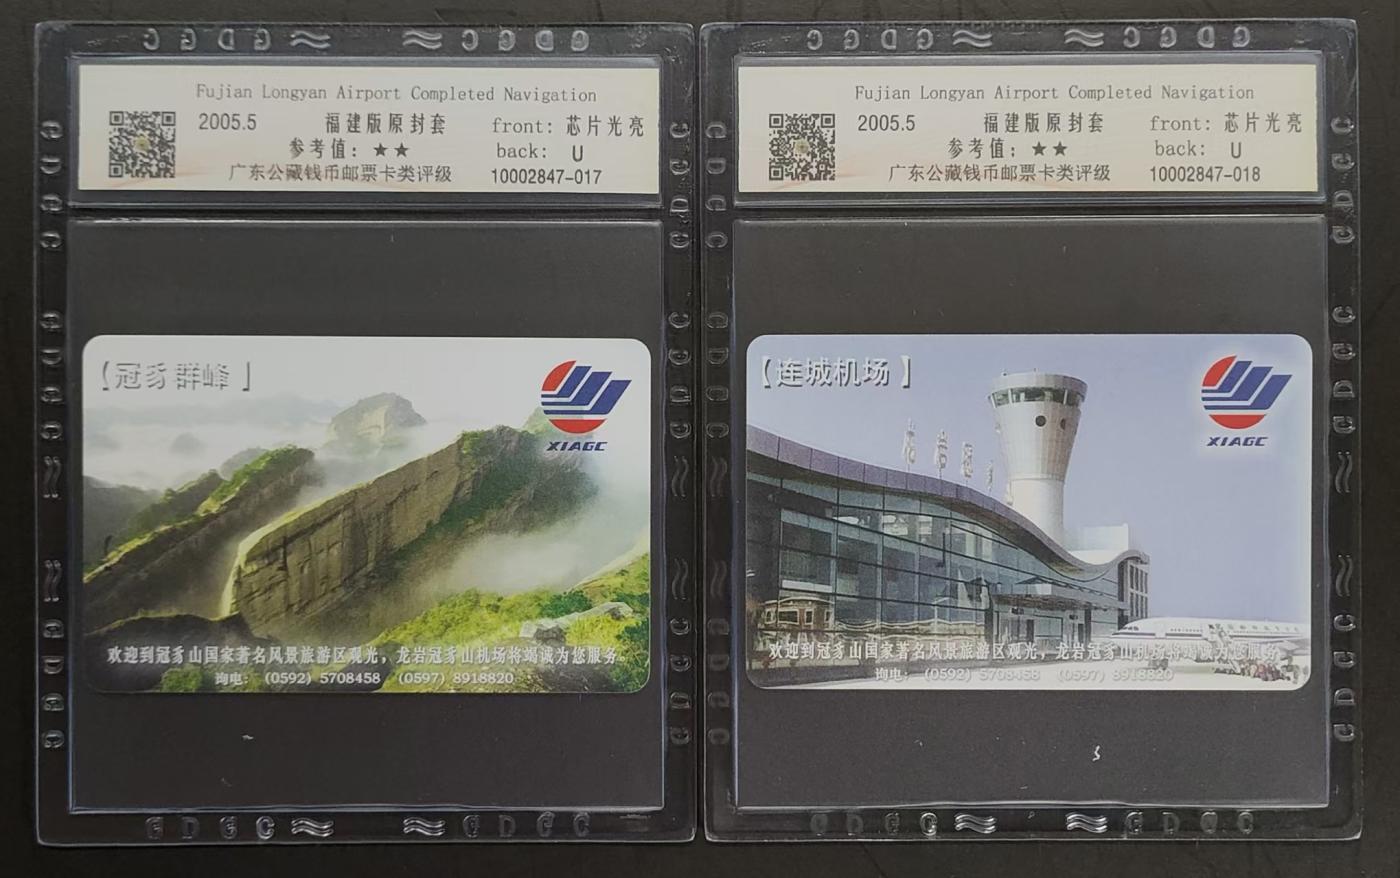 Fujian Longyan Airport Completed Navigation
2005.5 福建版原封套 front: 芯片光亮
参考值: ★★ back: U
广东公藏钱币邮票卡类评级 10002847-017
【冠豸群峰】
XIAGC
欢迎到冠豸山国家著名风景旅游区观光，龙岩冠豸山机场将竭诚为您服务。
询电： （0592）5708458 （0597）8918820
Fujian Longyan Airport Completed Navigation
2005.5 福建版原封套 front: 芯片光亮
参考值: ★★ back: U
广东公藏钱币邮票卡类评级 10002847-018
【连城机场】
XIAGC
欢迎到冠豸山国家著名风景旅游区观光，龙岩冠豸山机场将竭诚为您服务。
询电： （0592）5708458 （0597）8918820